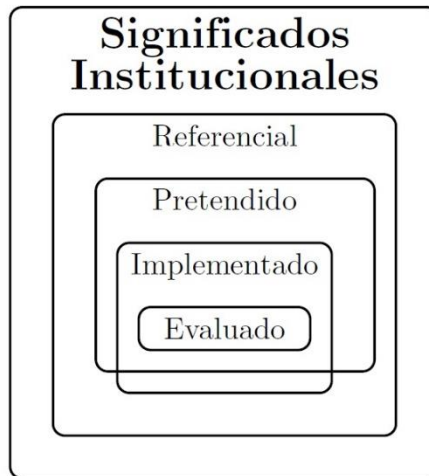 Significados
Institucionales
Referencial
Pretendido
Implementado
Evaluado